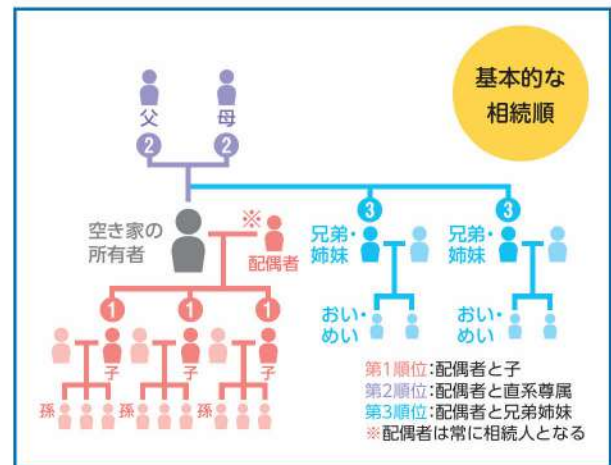 基本的な
相続順
父
母
2
2
空き家の
所有者
※
配偶者
3
兄弟・
姉妹
3
兄弟・
姉妹
おい・
めい
おい・
めい
1
1
1
子
子
子
孫
孫
孫
第1順位:配偶者と子
第2順位:配偶者と直系尊属
第3順位:配偶者と兄弟姉妹
※配偶者は常に相続人となる